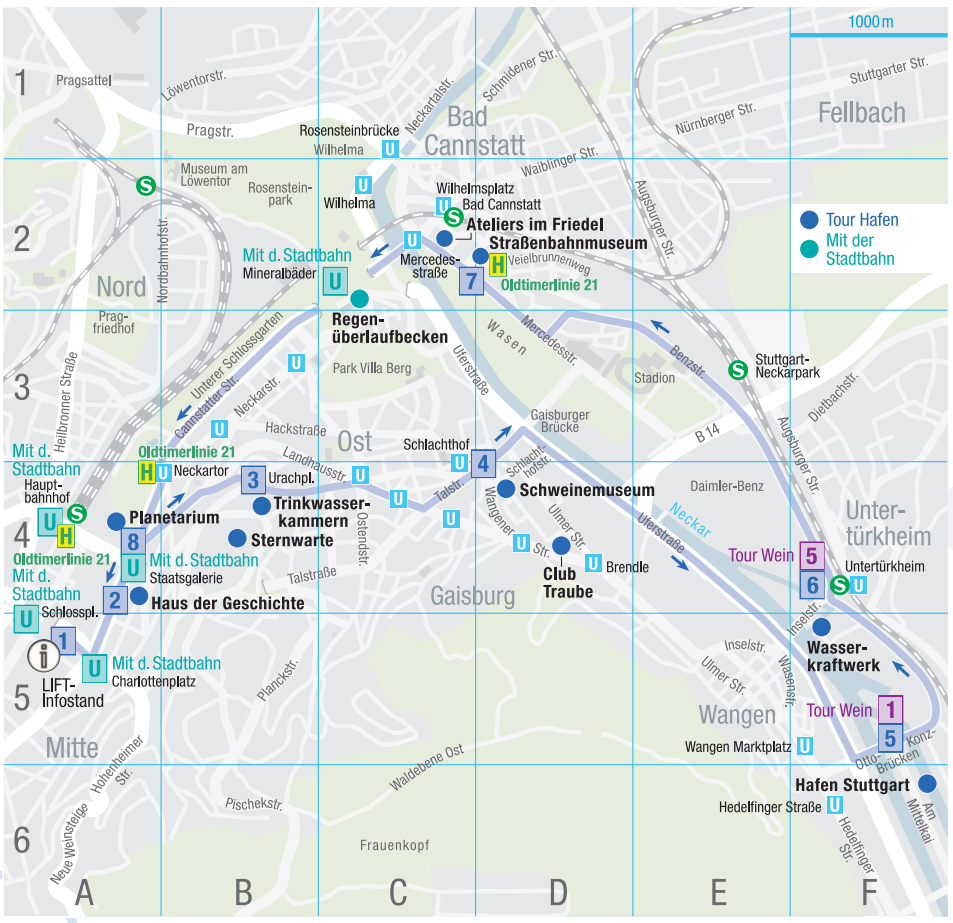 1000 m
1
Pragsattel
Löwentorstr.
Pragstr.
Neckartalstr.
Schmidener Str.
Stuttgarter Str.
Nürnberger Str.
Fellbach
Bad
Cannstatt
Rosensteinbrücke
Wilhelma
U
Waiblinger Str.
Museum am
Löwentor
S
Rosenstein-
park
U
Wilhelma
Wilhelmsplatz
U
Bad Cannstatt
S
Augsburger Str.
2
Tour Hafen
Mit der
Stadtbahn
Nordbahnhofstr.
Ateliers im Friedel
Straßenbahnmuseum
U
Mercedes-
straße
H
Veielbrunnenweg
Oldtimerlinie 21
7
Mit d. Stadtbahn
Mineralbäder
U
Nord
Prag-
friedhof
Regen-
überlaufbecken
Unterer Schlossgarten
Cannstatter Str.
Neckarstr.
U
Park Villa Berg
Uferstraße
Wasen
Mercedesstr.
Benzstr.
Stadion
Stuttgart-
Neckarpark
S
3
Heilbronner Straße
Dietbachstr.
U
Hackstraße
Ost
Gaisburger
Brücke
B 14
Augsburger Str.
Schlachthof
U
4
Schlacht-
hofstr.
Mit d.
Stadtbahn
Haupt-
bahnhof
Oldtimerlinie 21
H
U
Neckartor
3
Urachpl.
Landhausstr.
U
U
Talstr.
U
Wangener
Str.
Schweinemuseum
Daimler-Benz
4
U
S
H
Oldtimerlinie 21
Planetarium
8
Trinkwasser-
kammern
Sternwarte
Ostendstr.
Ulmer Str.
Uferstraße
Neckar
Unter-
türkheim
Tour Wein
5
6
Untertürkheim
S
U
Mit d.
Stadtbahn
Schlosspl.
U
Mit d. Stadtbahn
U
Staatsgalerie
Talstraße
2
Haus der Geschichte
Gaisburg
U
Club
Traube
U
Brendle
1
i
LIFT-
Infostand
U
Mit d. Stadtbahn
Charlottenplatz
Planckstr.
Inselstr.
Inselstr.
Ulmer Str.
Wasenstr.
Wasser-
kraftwerk
5
Wangen
Tour Wein
1
5
Mitte
Hohenheimer
Str.
Waldebene Ost
Wangen Marktplatz
U
Otto-
Konz-
Brücken
Hafen Stuttgart
Pischekstr.
Hedelfinger Straße
U
Am
Mittelkai
6
Neue Weinsteige
Frauenkopf
Hedelfinger
Str.
A
B
C
D
E
F